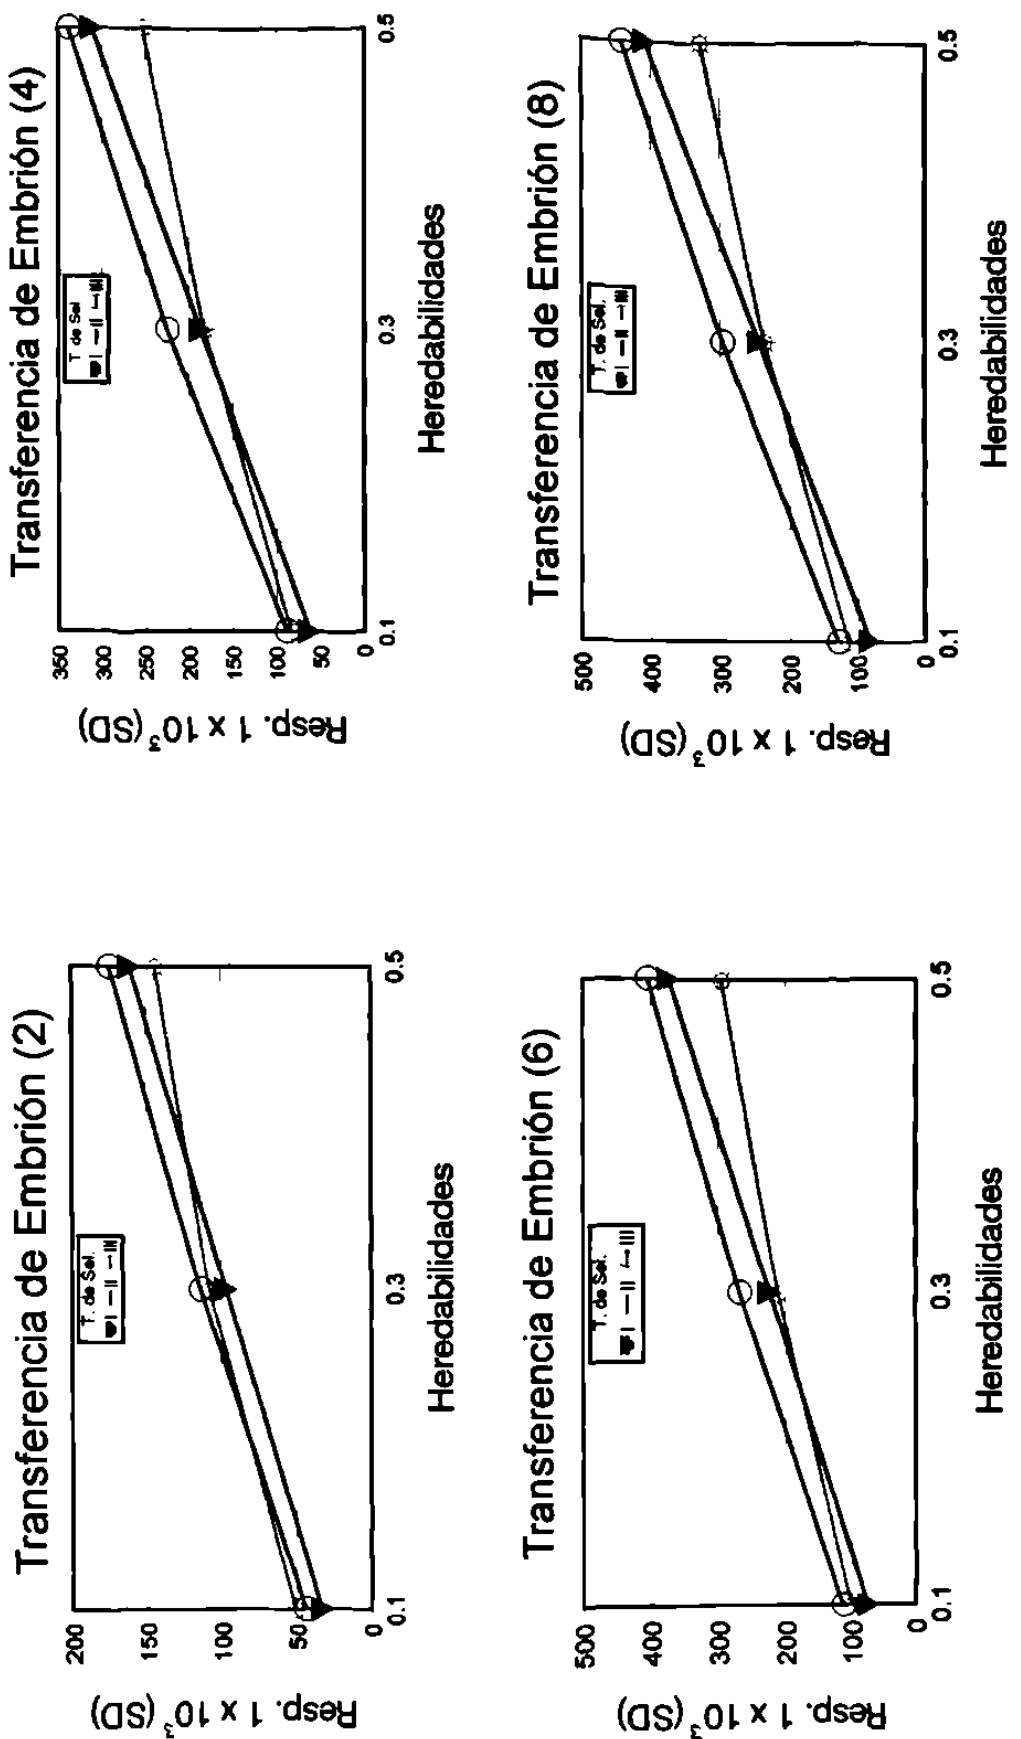 Transferencia de Embrión (2)
Resp. 1 x 10³ (SD)
200
150
100
50
0
T. de Sel.
I II III
0.1 0.3 0.5
Heredabilidades
Transferencia de Embrión (4)
Resp. 1 x 10³ (SD)
350
300
250
200
150
100
50
0
T de Sel
I II III
0.1 0.3 0.5
Heredabilidades
Transferencia de Embrión (6)
Resp. 1 x 10³ (SD)
500
400
300
200
100
0
T. de Sel.
I II III
0.1 0.3 0.5
Heredabilidades
Transferencia de Embrión (8)
Resp. 1 x 10³ (SD)
500
400
300
200
100
0
T. de Sel.
I II III
0.1 0.3 0.5
Heredabilidades